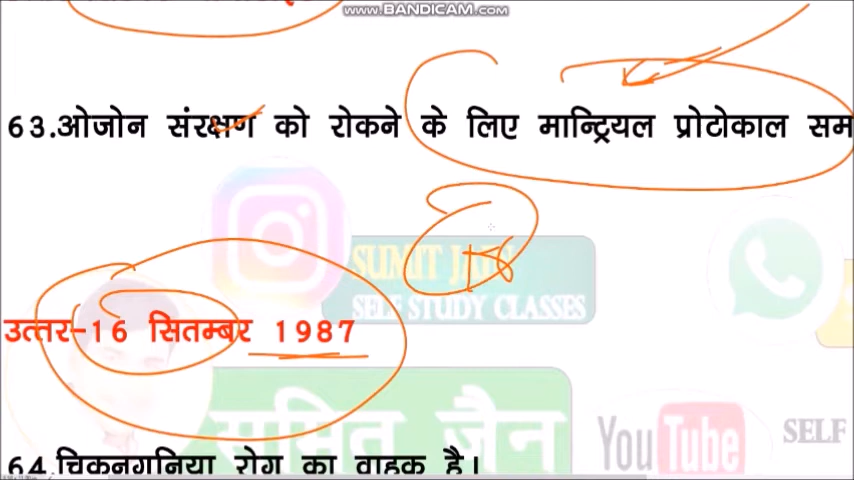 WWW.BANDICAM.COM
63.ओजोन संरक्षण को रोकने के लिए मान्ट्रियल प्रोटोकाल सम
SUMIT JAIN
SELF STUDY CLASSES
उत्तर-16 सितम्बर 1987
सुमित जैन
YouTube
SELF
64.चिकनगुनिया रोग का वाहक है।